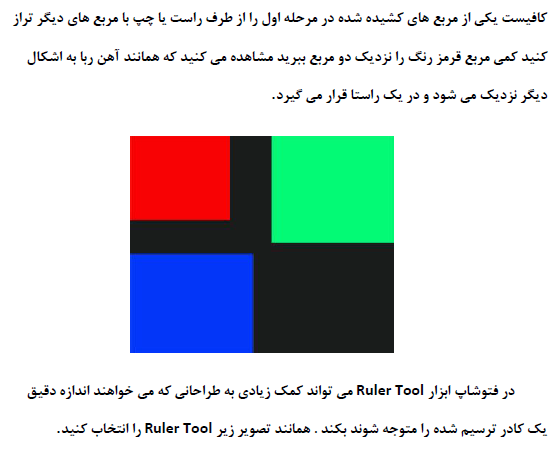 کافیست یکی از مربع های کشیده شده در مرحله اول را از طرف راست یا چپ با مربع های دیگر تراز
کنید کمی مربع قرمز رنگ را نزدیک دو مربع ببرید مشاهده می کنید که همانند آهن ربا به اشکال
دیگر نزدیک می شود و در یک راستا قرار می گیرد.
در فتوشاپ ابزار Ruler Tool می تواند کمک زیادی به طراحانی که می خواهند اندازه دقیق
یک کادر ترسیم شده را متوجه شوند بکند . همانند تصویر زیر Ruler Tool را انتخاب کنید.